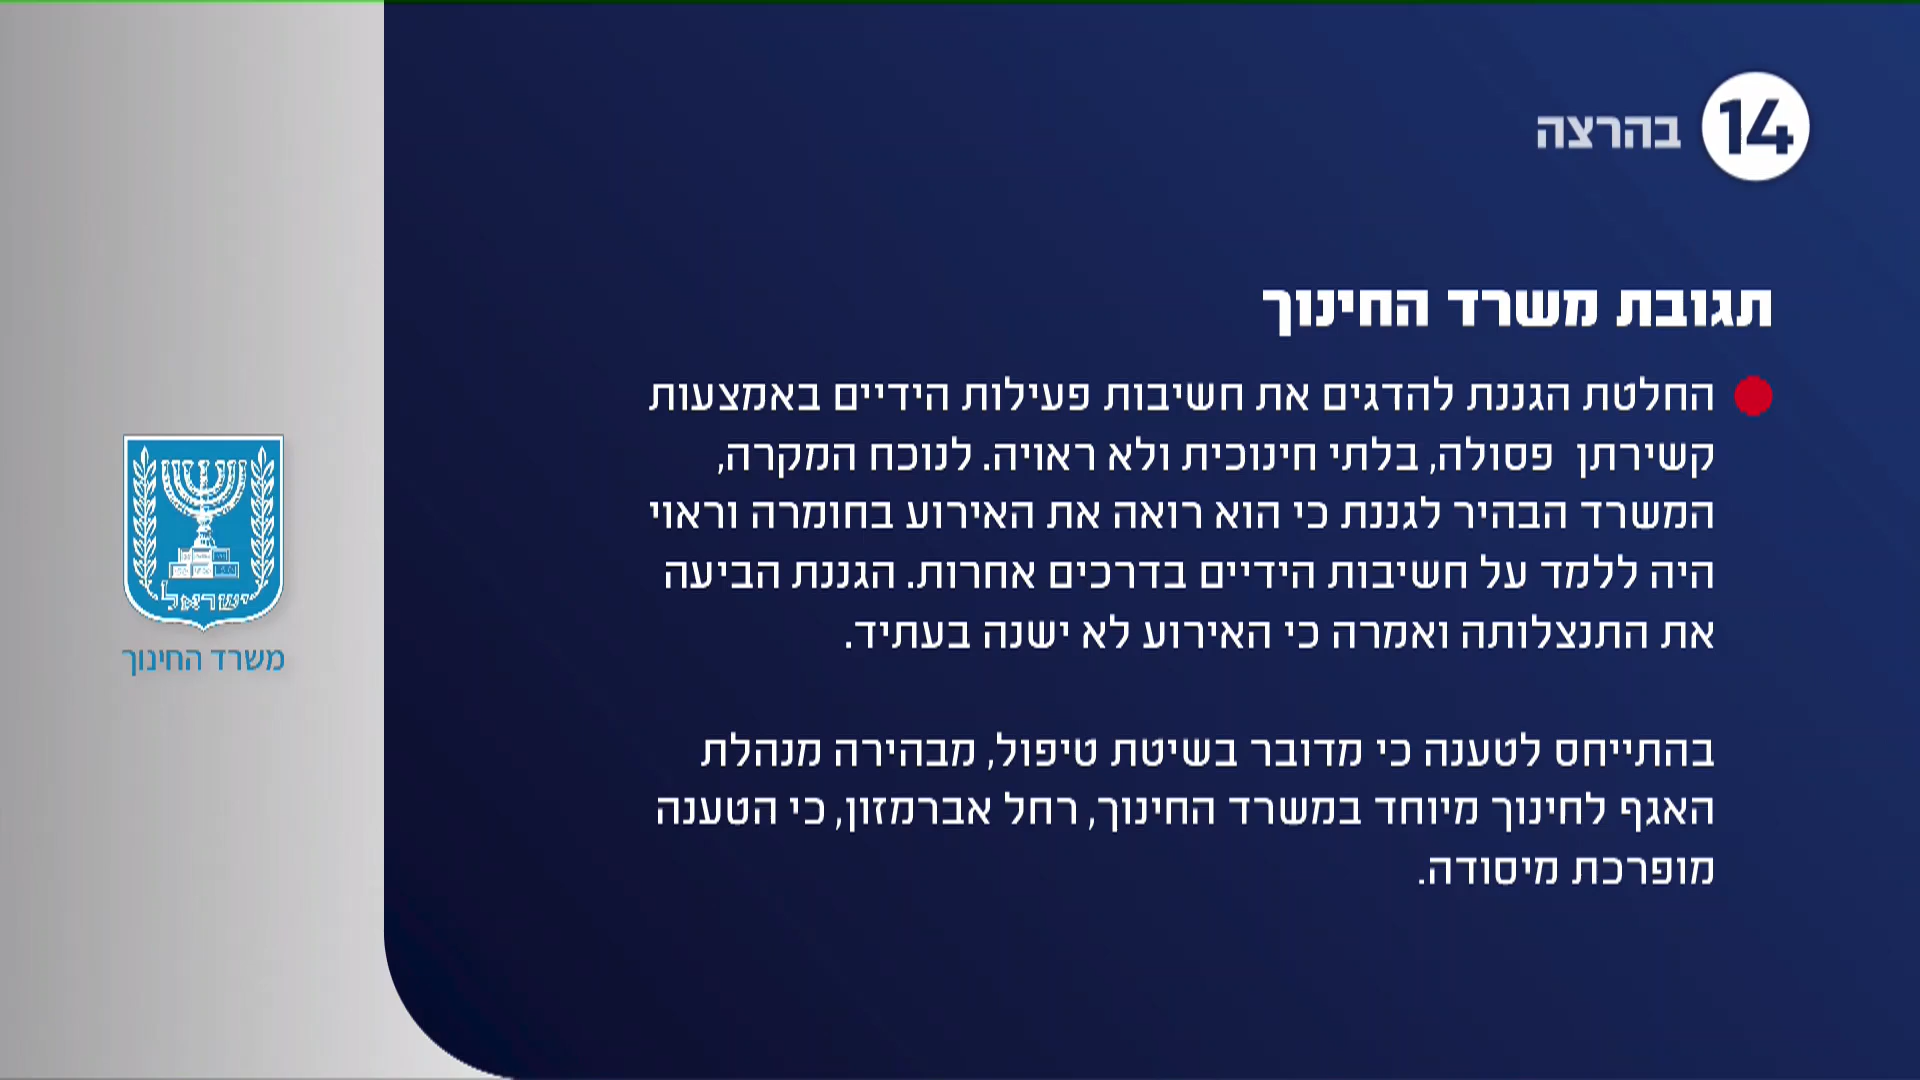 14 בהרצה
תגובת משרד החינוך
החלטת הגננת להדגים את חשיבות פעילות הידיים באמצעות
קשירתן  פסולה, בלתי חינוכית ולא ראויה. לנוכח המקרה,
המשרד הבהיר לגננת כי הוא רואה את האירוע בחומרה וראוי
היה ללמד על חשיבות הידיים בדרכים אחרות. הגננת הביעה
את התנצלותה ואמרה כי האירוע לא ישנה בעתיד.
בהתייחס לטענה כי מדובר בשיטת טיפול, מבהירה מנהלת
האגף לחינוך מיוחד במשרד החינוך, רחל אברמזון, כי הטענה
מופרכת מיסודה.
ישראל
משרד החינוך